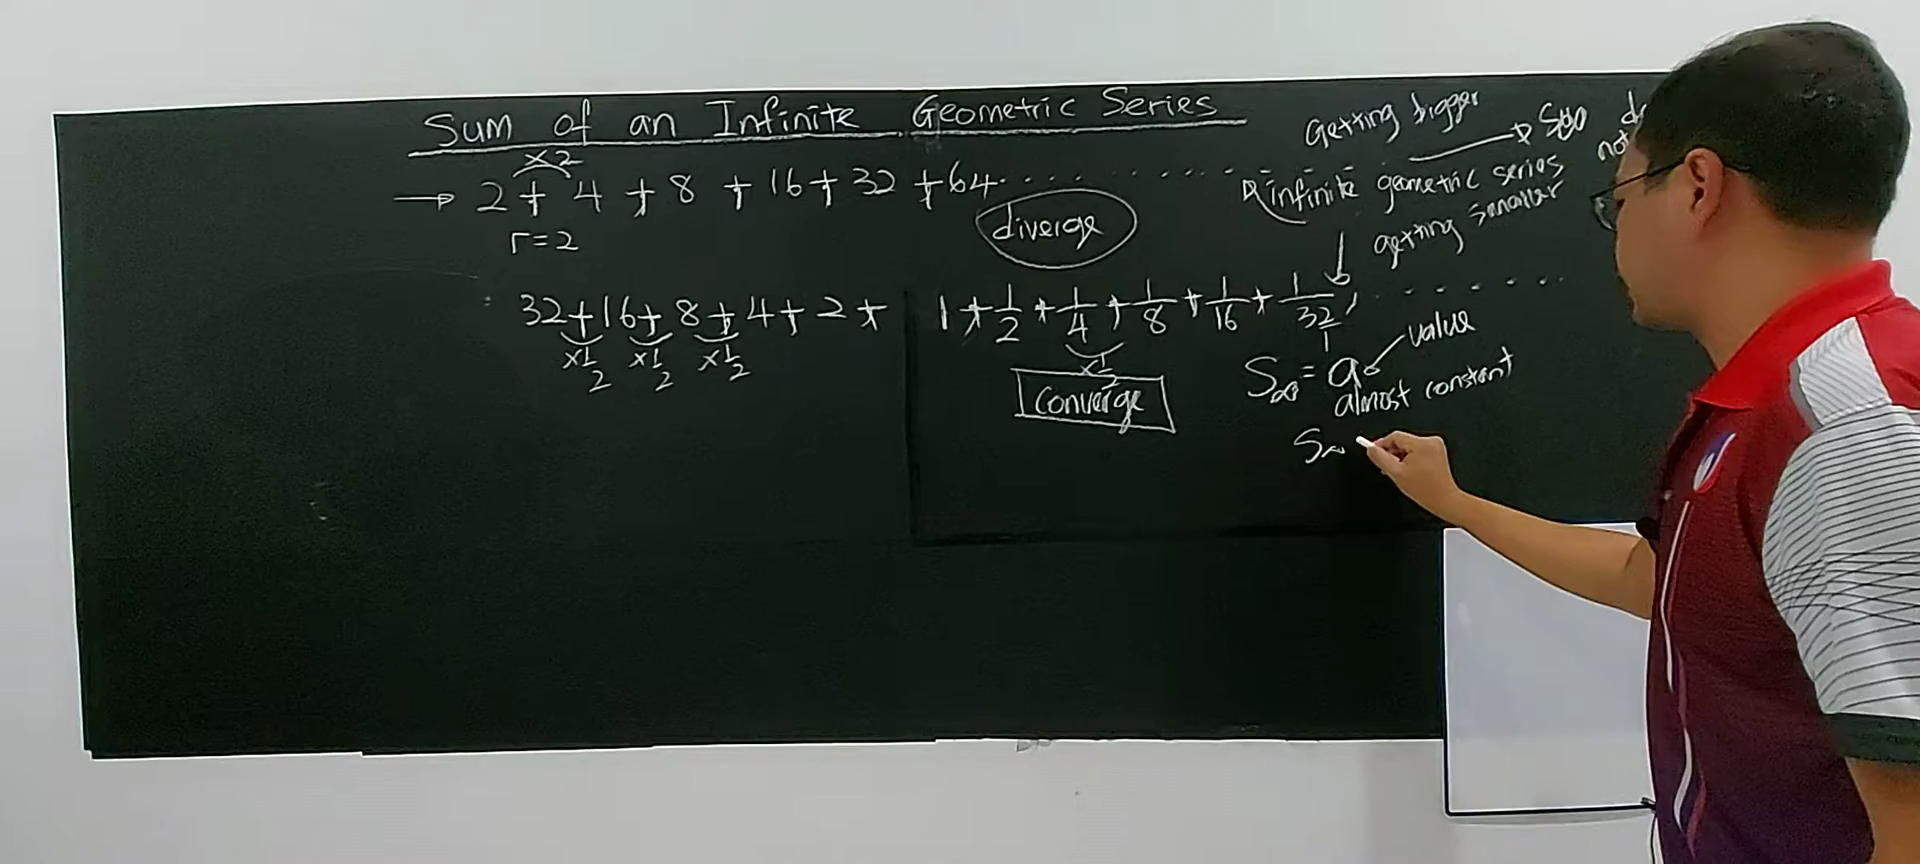 Sum of an Infinite Geometric Series
Getting bigger
S∞
not
×2
→ 2 + 4 + 8 + 16 + 32 + 64 ............
infinite geometric series
r = 2
diverge
getting smaller
32 + 16 + 8 + 4 + 2 + 1 + 1/2 + 1/4 + 1/8 + 1/16 + 1/32 , ........
×1/2 ×1/2 ×1/2 ×1/2
value
S∞ = a
almost constant
converge
S∞